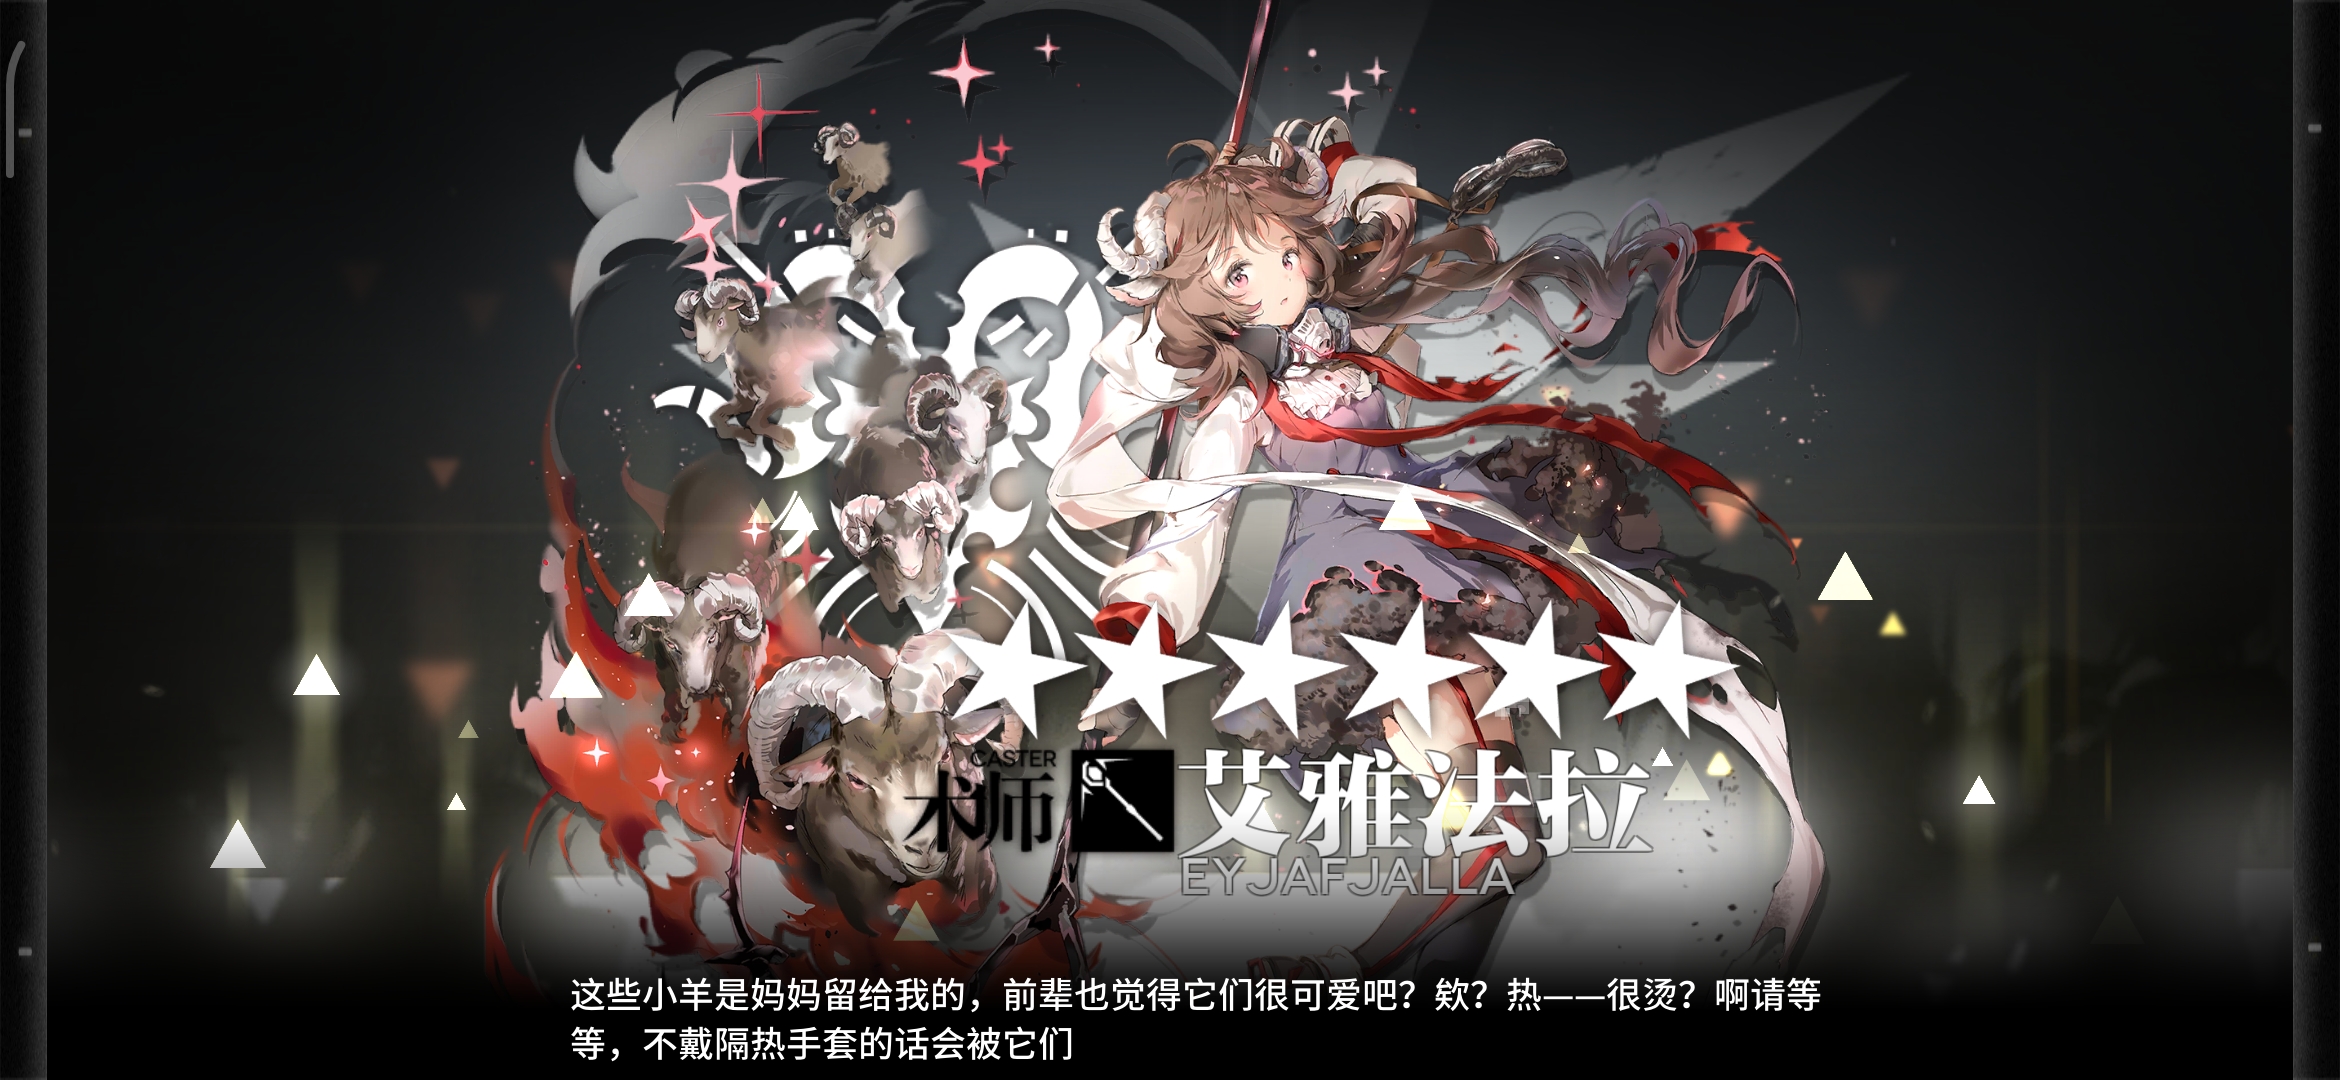 CASTER
术师
艾雅法拉
EYJAFJALLA
这些小羊是妈妈留给我的，前辈也觉得它们很可爱吧？欸？热——很烫？啊请等
等，不戴隔热手套的话会被它们